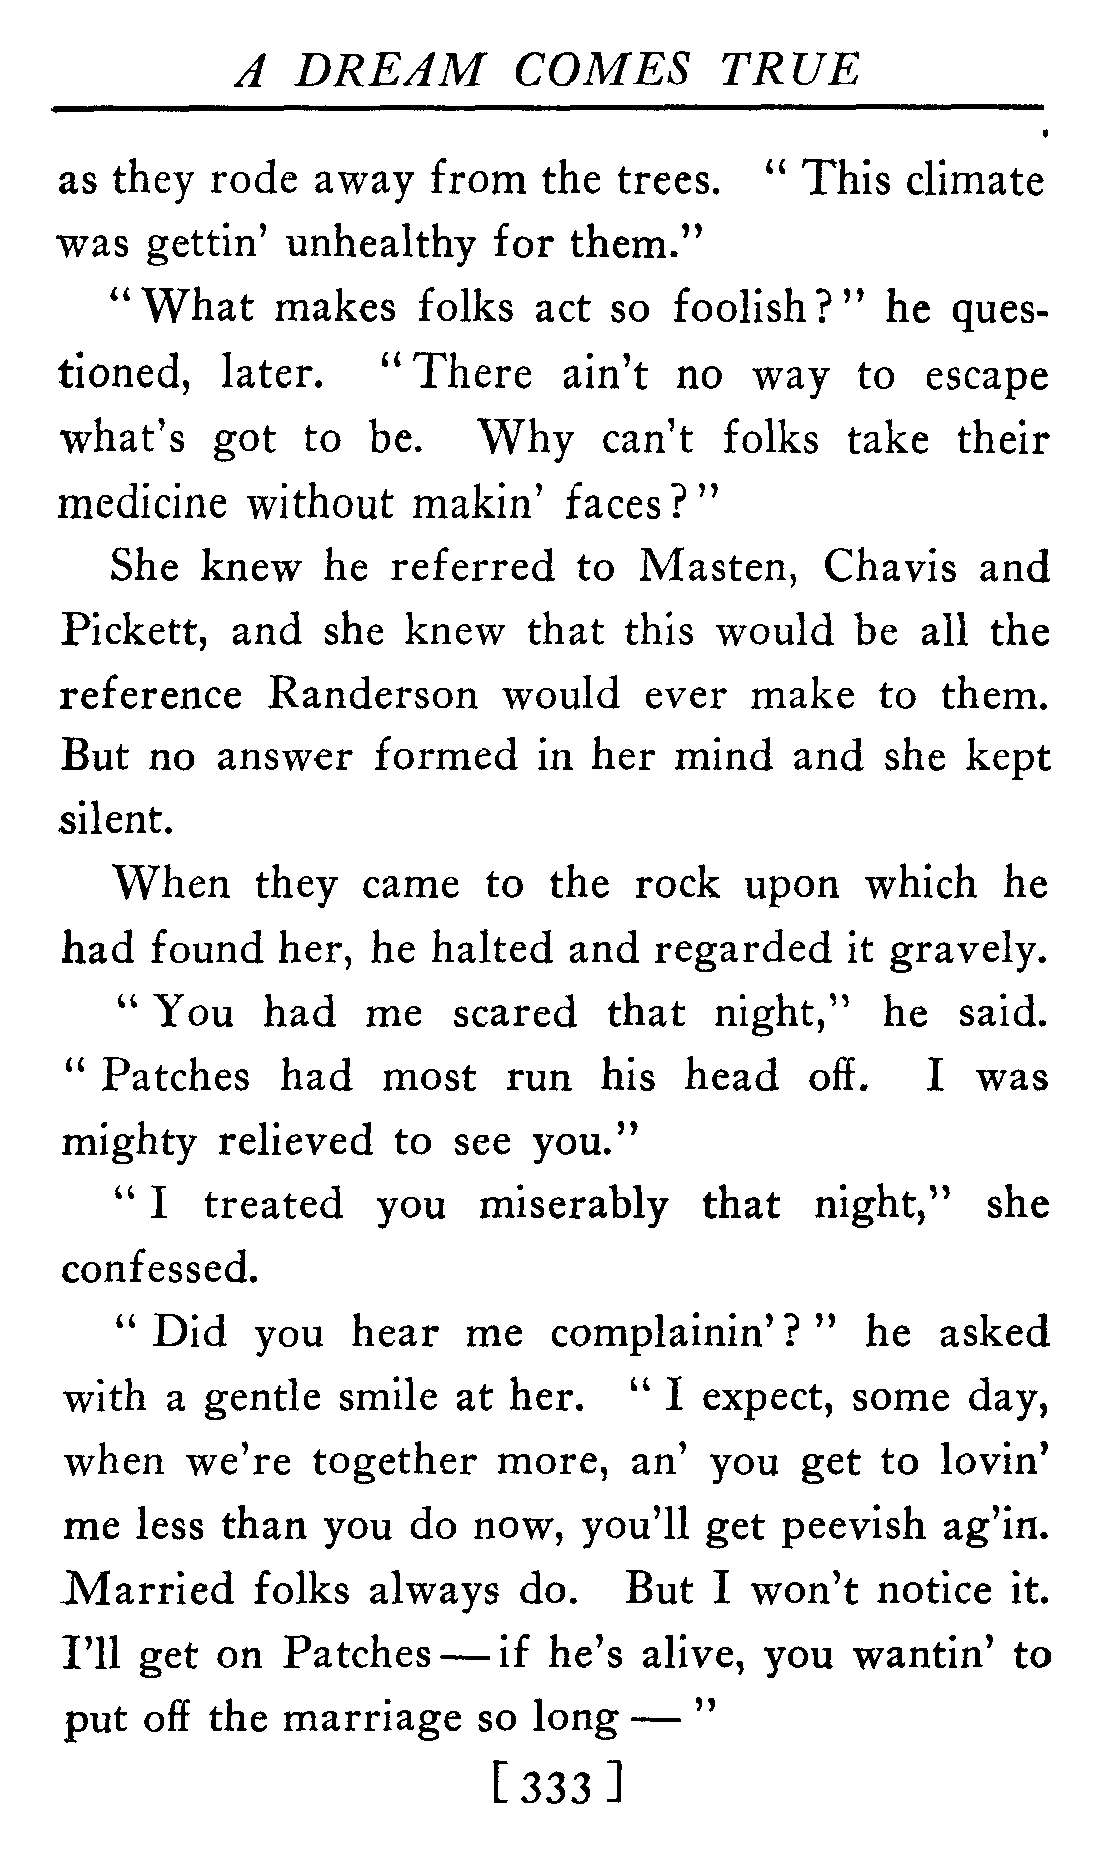 A DREAM COMES TRUE
as they rode away from the trees. “ This climate
was gettin’ unhealthy for them.”
“ What makes folks act so foolish ? ” he ques-
tioned, later. “ There ain’t no way to escape
what’s got to be. Why can’t folks take their
medicine without makin’ faces ? ”
She knew he referred to Masten, Chavis and
Pickett, and she knew that this would be all the
reference Randerson would ever make to them.
But no answer formed in her mind and she kept
silent.
When they came to the rock upon which he
had found her, he halted and regarded it gravely.
“ You had me scared that night,” he said.
“ Patches had most run his head off. I was
mighty relieved to see you.”
“ I treated you miserably that night,” she
confessed.
“ Did you hear me complainin’ ? ” he asked
with a gentle smile at her. “ I expect, some day,
when we’re together more, an’ you get to lovin’
me less than you do now, you’ll get peevish ag’in.
Married folks always do. But I won’t notice it.
I’ll get on Patches — if he’s alive, you wantin’ to
put off the marriage so long — ”
[ 333 ]